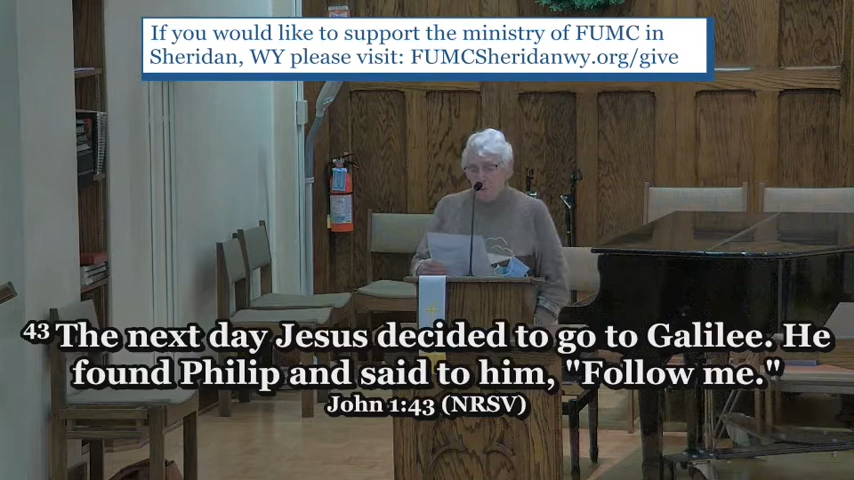 If you would like to support the ministry of FUMC in
Sheridan, WY please visit: FUMCSheridanwy.org/give
43 The next day Jesus decided to go to Galilee. He
found Philip and said to him, "Follow me."
John 1:43 (NRSV)